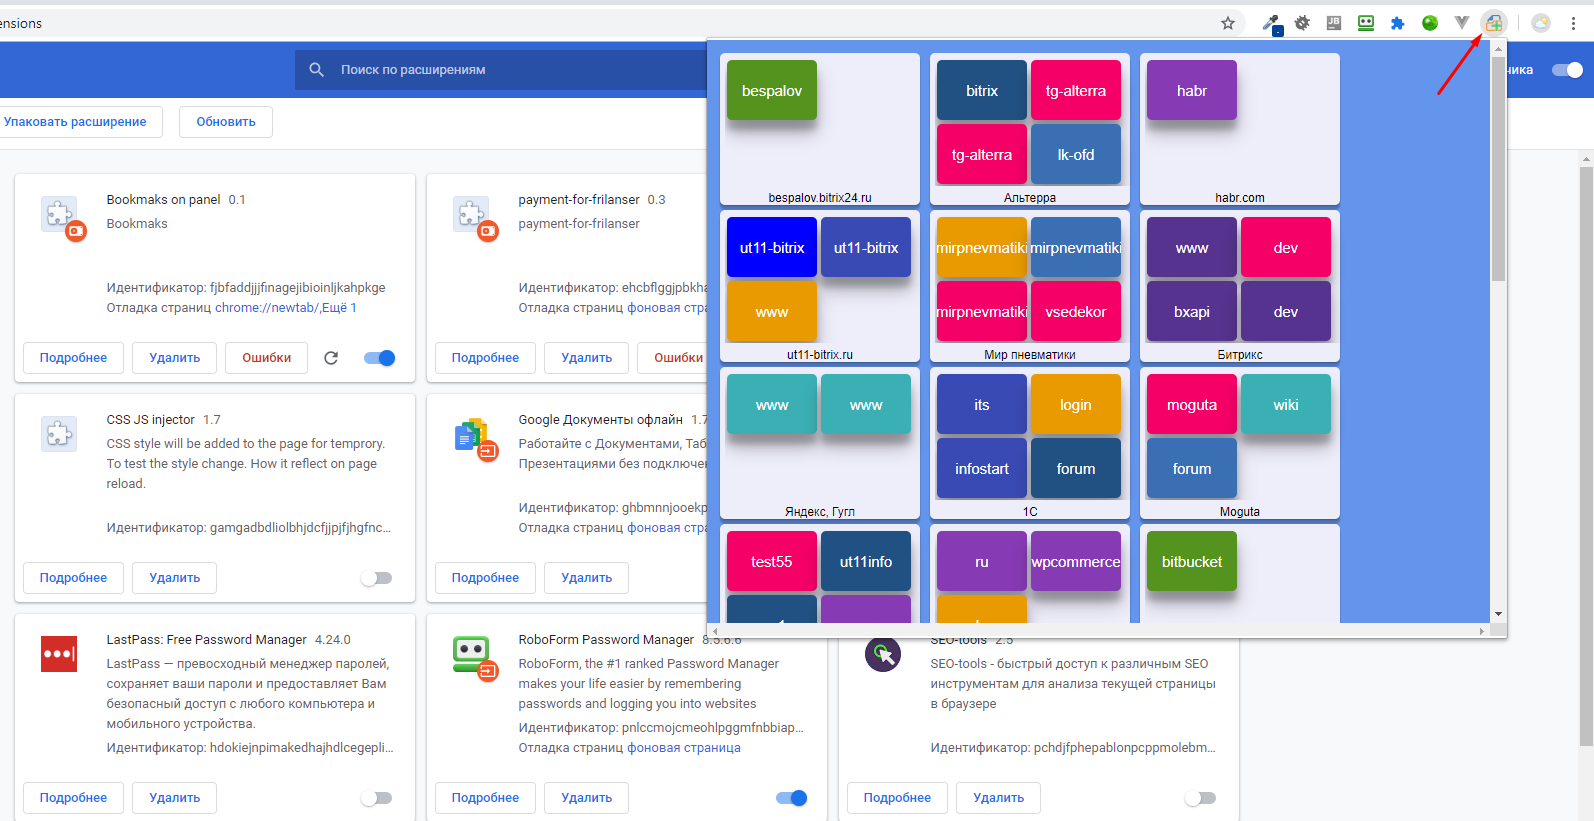 ensions
JB
Поиск по расширениям
чика
Упаковать расширение
Обновить
Bookmaks on panel 0.1
Bookmaks
Идентификатор: fjbfaddjjjfinagejibioinljkahpkge
Отладка страниц chrome://newtab/,Ещё 1
Подробнее
Удалить
Ошибки
payment-for-frilanser 0.3
payment-for-frilanser
Идентификатор: ehcbflggjpbkha
Отладка страниц фоновая стра
Подробнее
Удалить
Ошибки
CSS JS injector 1.7
CSS style will be added to the page for temprory.
To test the style change. How it reflect on page
reload.
Идентификатор: gamgadbdliolbhjdcfjjpjfjhgfnc...
Подробнее
Удалить
Google Документы офлайн 1.7
Работайте с Документами, Таб
Презентациями без подключен
Идентификатор: ghbmnnjooekp
Отладка страниц фоновая стра
Подробнее
Удалить
LastPass: Free Password Manager 4.24.0
LastPass — превосходный менеджер паролей,
сохраняет ваши пароли и предоставляет Вам
безопасный доступ с любого компьютера и
мобильного устройства.
Идентификатор: hdokiejnpimakedhajhdlcegepli...
Подробнее
Удалить
RoboForm Password Manager 8.5.6.6
RoboForm, the #1 ranked Password Manager
makes your life easier by remembering
passwords and logging you into websites
Идентификатор: pnlccmojcmeohlpggmfnbbiap...
Отладка страниц фоновая страница
Подробнее
Удалить
SEO-tools 2.5
SEO-tools - быстрый доступ к различным SEO
инструментам для анализа текущей страницы
в браузере
Идентификатор: pchdjfphepablonpcppmolebm...
Подробнее
Удалить
bespalov
bespalov.bitrix24.ru
bitrix
tg-alterra
tg-alterra
lk-ofd
Альтерра
habr
habr.com
ut11-bitrix
ut11-bitrix
www
ut11-bitrix.ru
mirpnevmatiki
mirpnevmatiki
mirpnevmatiki
vsedekor
Мир пневматики
www
dev
bxapi
dev
Битрикс
www
www
Яндекс, Гугл
its
login
infostart
forum
1С
moguta
wiki
forum
Moguta
test55
ut11info
ru
wpcommerce
bitbucket